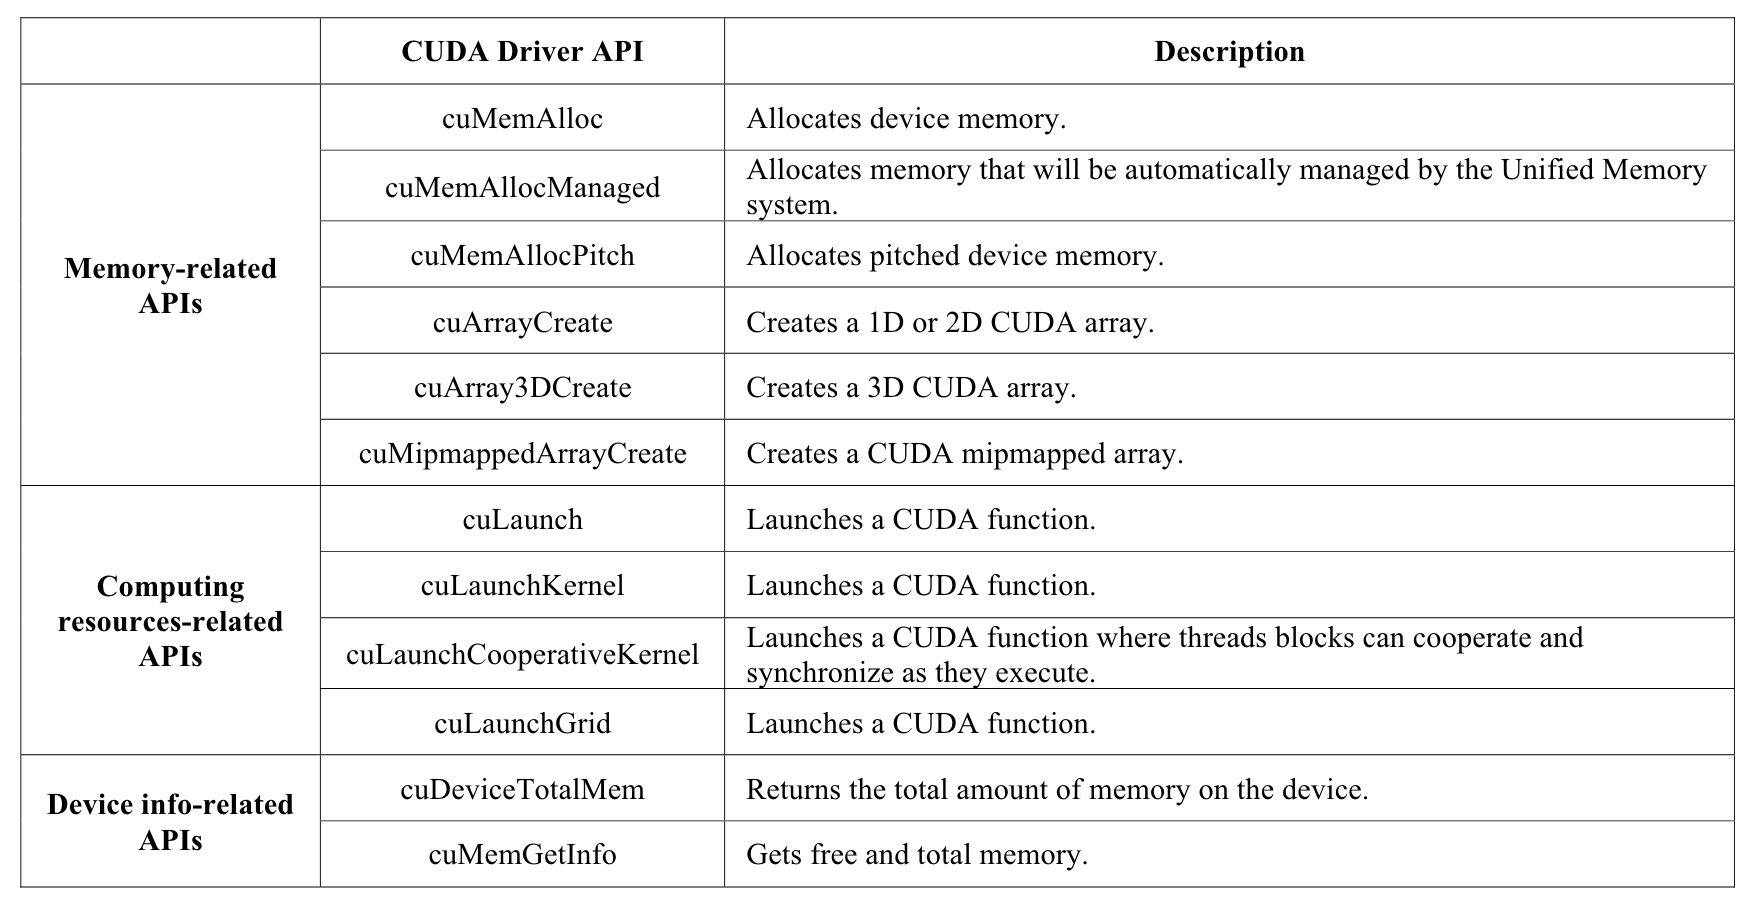 CUDA Driver API
Description
Memory-related
APIs
cuMemAlloc
Allocates device memory.
cuMemAllocManaged
Allocates memory that will be automatically managed by the Unified Memory
system.
cuMemAllocPitch
Allocates pitched device memory.
cuArrayCreate
Creates a 1D or 2D CUDA array.
cuArray3DCreate
Creates a 3D CUDA array.
cuMipmappedArrayCreate
Creates a CUDA mipmapped array.
Computing
resources-related
APIs
cuLaunch
Launches a CUDA function.
cuLaunchKernel
Launches a CUDA function.
cuLaunchCooperativeKernel
Launches a CUDA function where threads blocks can cooperate and
synchronize as they execute.
cuLaunchGrid
Launches a CUDA function.
Device info-related
APIs
cuDeviceTotalMem
Returns the total amount of memory on the device.
cuMemGetInfo
Gets free and total memory.